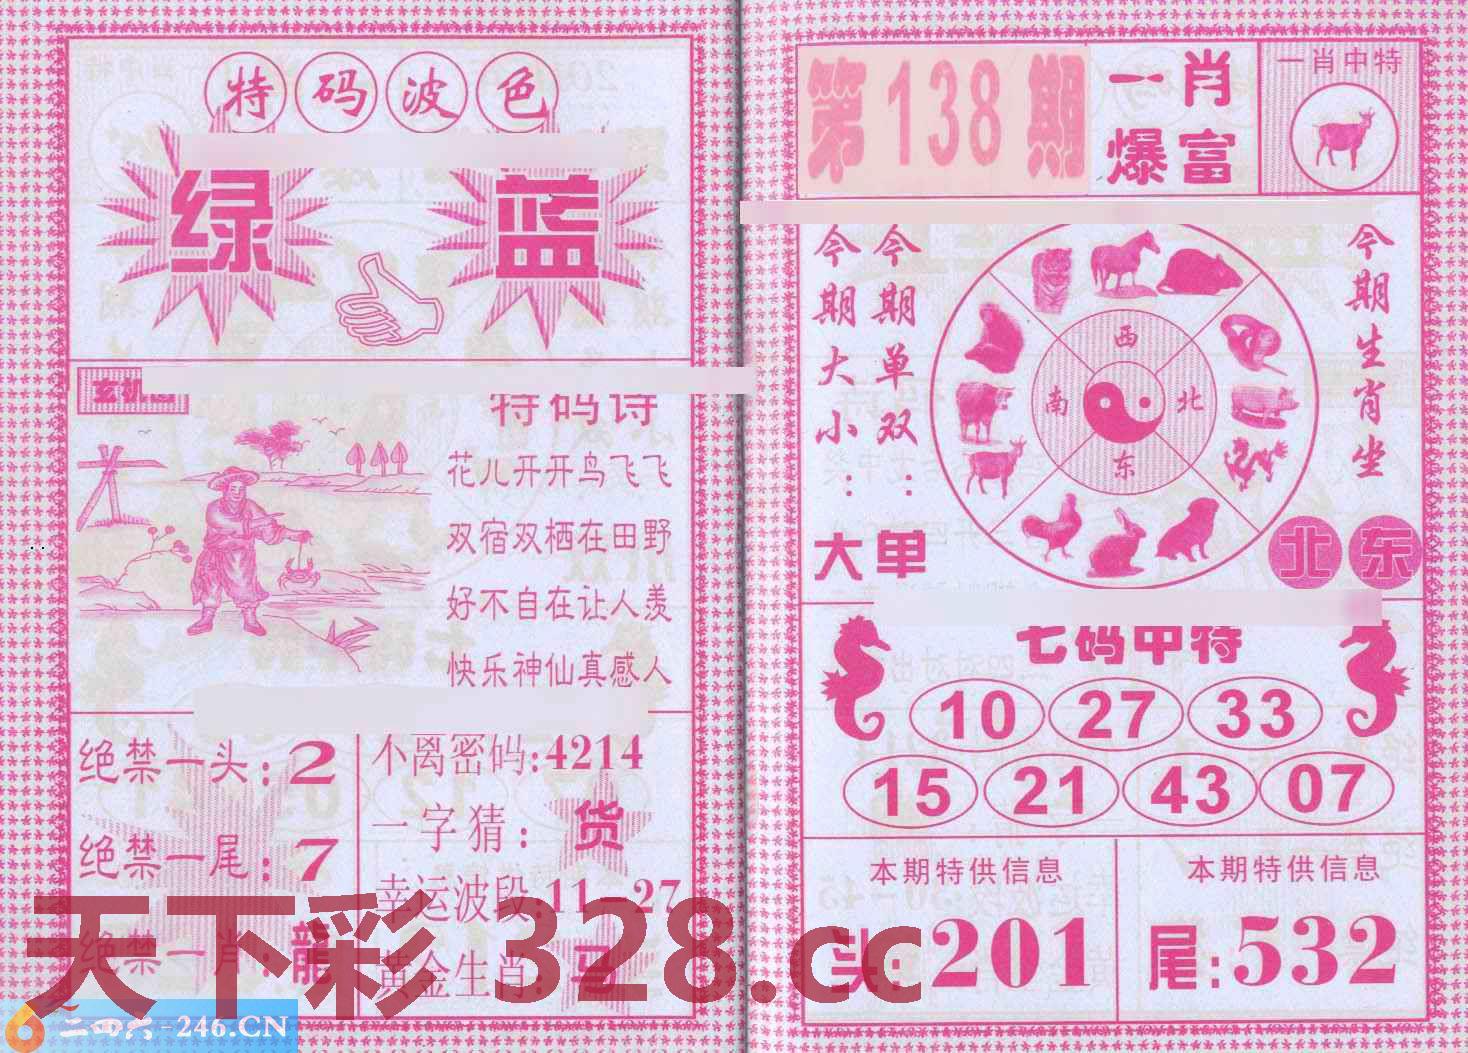 特码波色
绿 蓝
玄机
特码诗
花儿开开鸟飞飞
双宿双栖在田野
好不自在让人羡
快乐神仙真感人
绝禁一头:2
绝禁一尾:7
绝禁一肖:龍
不离密码:4214
一字猜:货
幸运波段:11-27
黄金生肖:马
第138期
一肖
爆富
一肖中特
今期大小:大
今期单双:单
西
南 北
东
今期生肖坐
北 东
七码中特
10 27 33
15 21 43 07
本期特供信息
头:201
本期特供信息
尾:532
天下彩 328.cc
二四六-246.CN